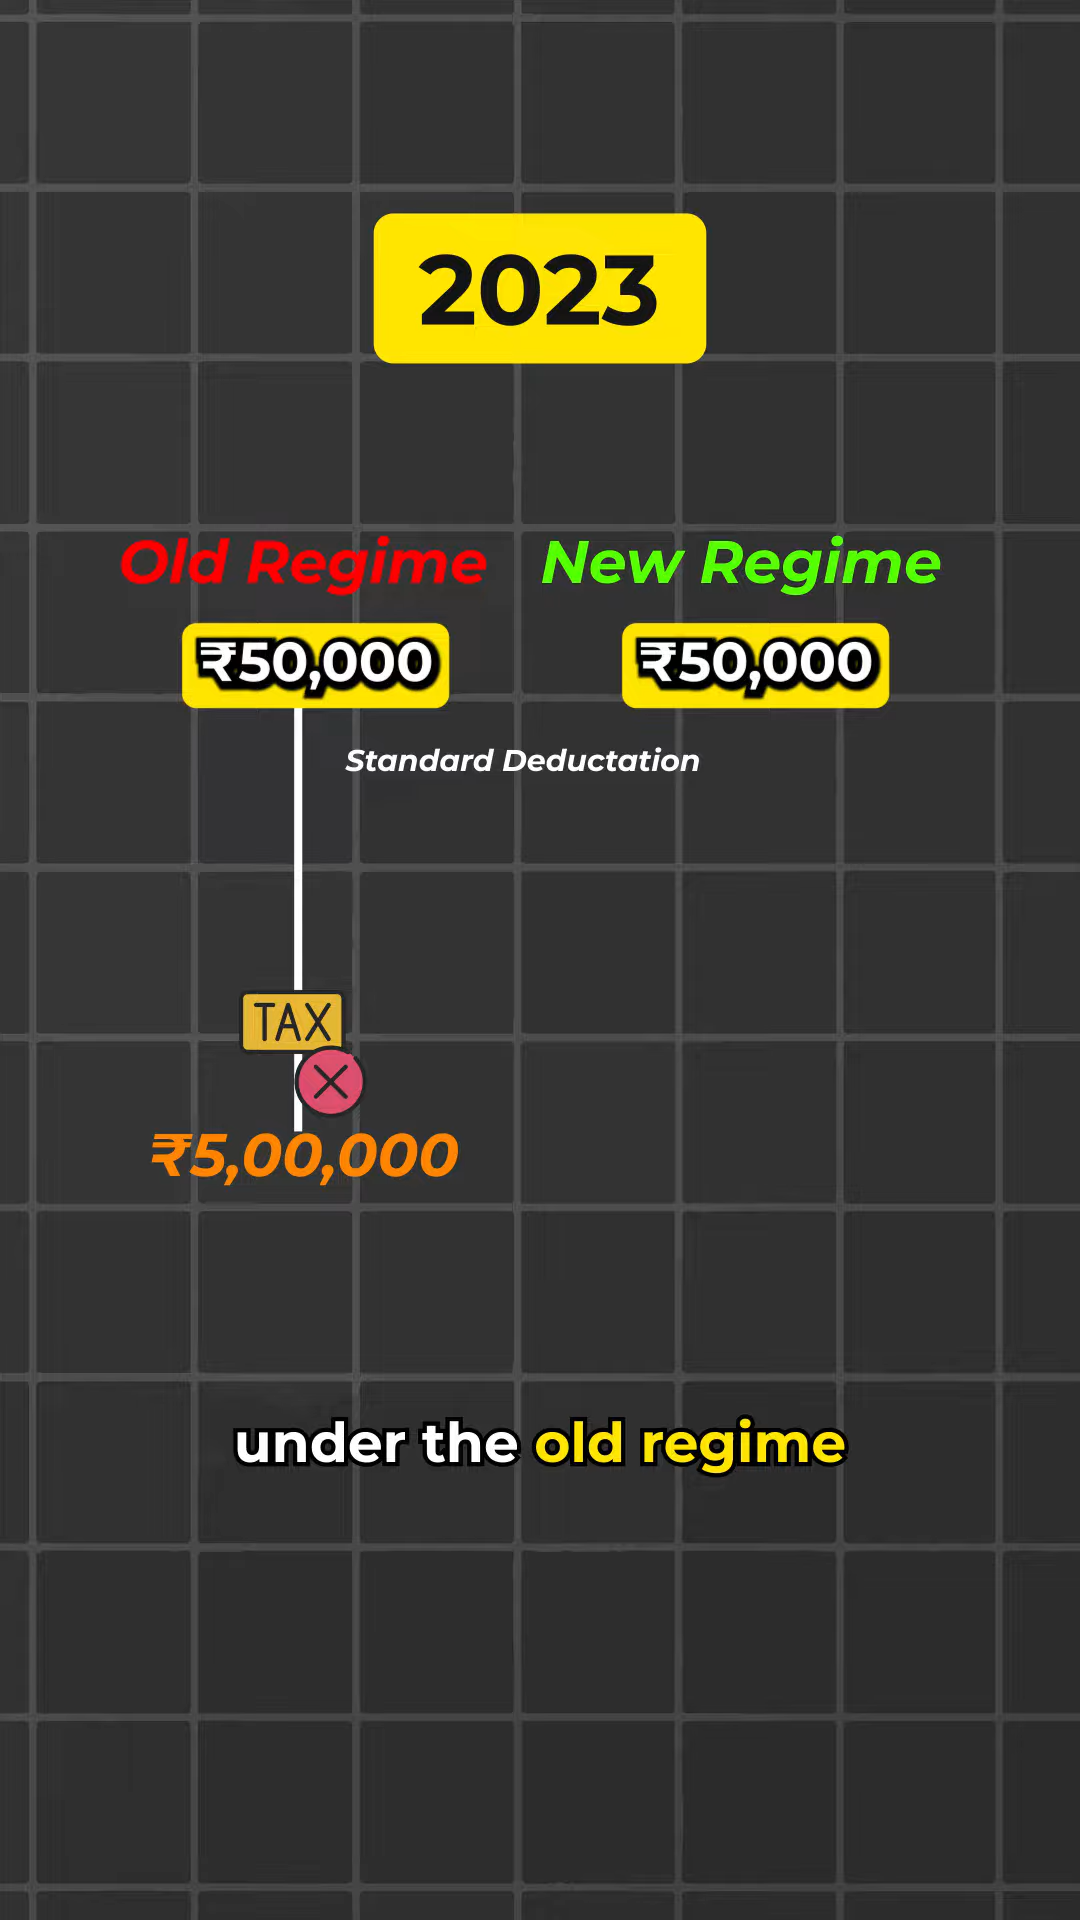 2023
Old Regime New Regime
₹50,000 ₹50,000
Standard Deductation
TAX
₹5,00,000
under the old regime